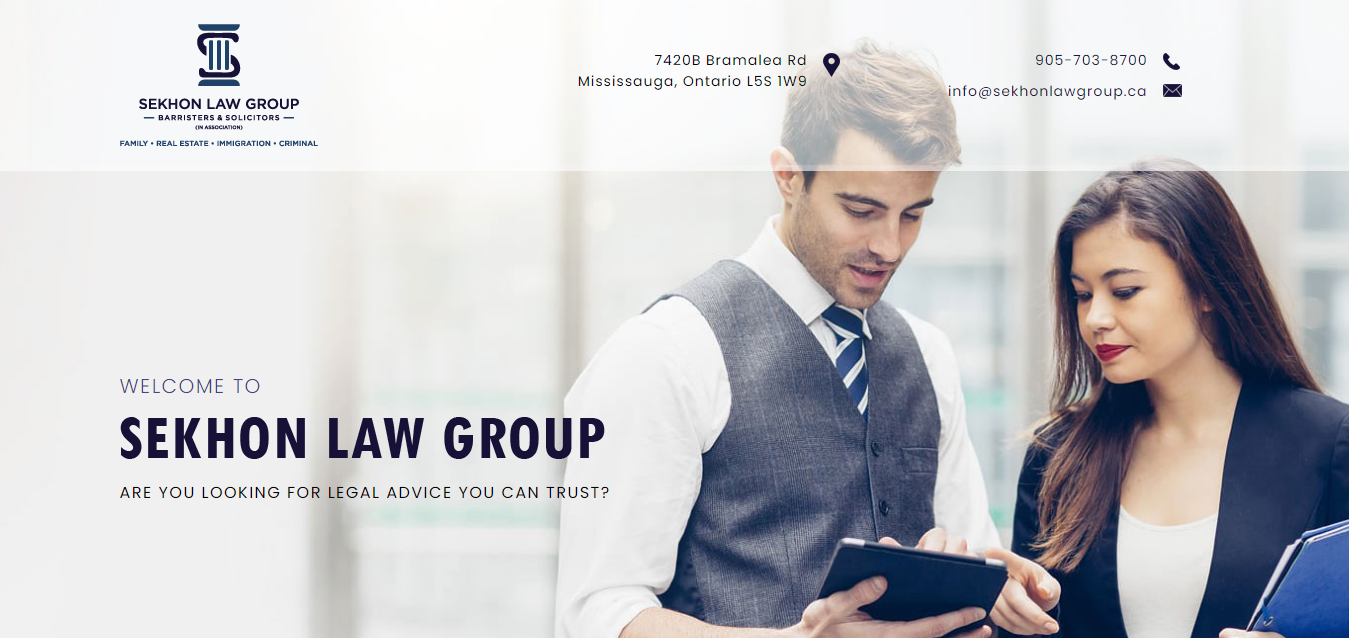 SEKHON LAW GROUP
BARRISTERS & SOLICITORS
(IN ASSOCIATION)
FAMILY • REAL ESTATE • IMMIGRATION • CRIMINAL
7420B Bramalea Rd
Mississauga, Ontario L5S 1W9
905-703-8700
info@sekhonlawgroup.ca
WELCOME TO
SEKHON LAW GROUP
ARE YOU LOOKING FOR LEGAL ADVICE YOU CAN TRUST?